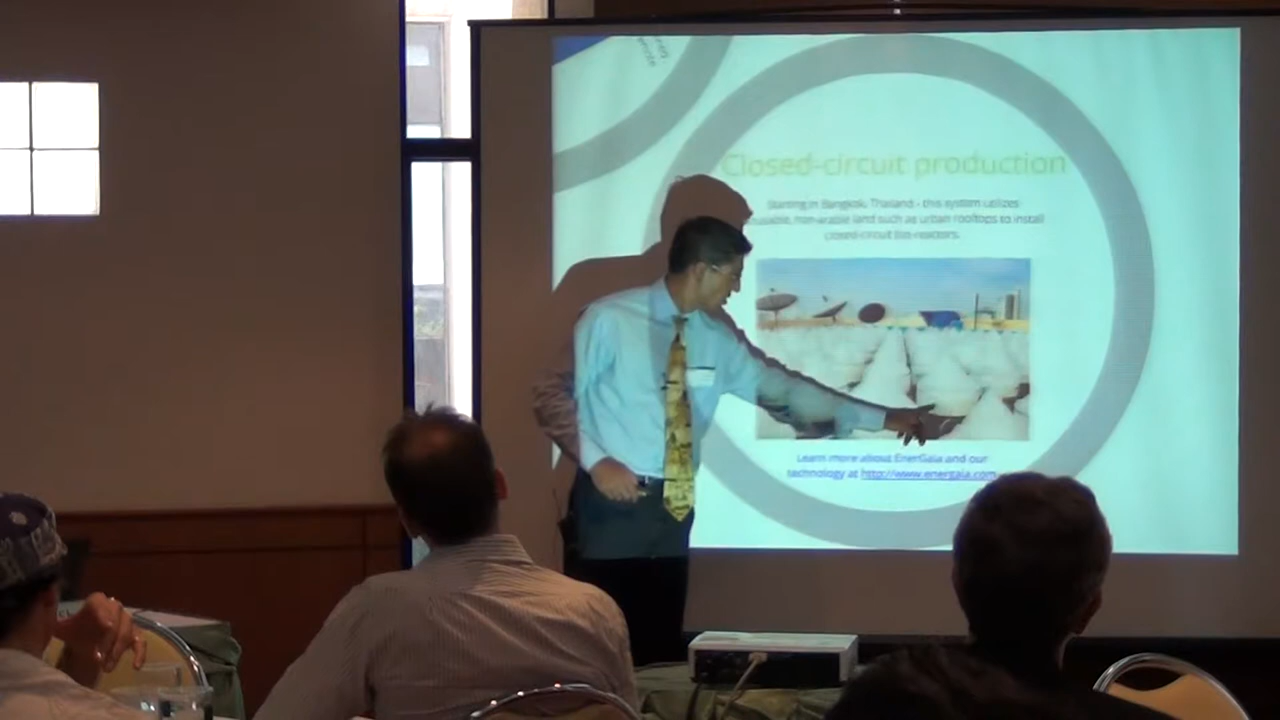 Closed-circuit production
Starting in Bangkok, Thailand - this system utilizes
non-arable land such as urban rooftops to install
closed-circuit bio-reactors.
Learn more about EnerGaia and our
technology at http://www.energaia.com